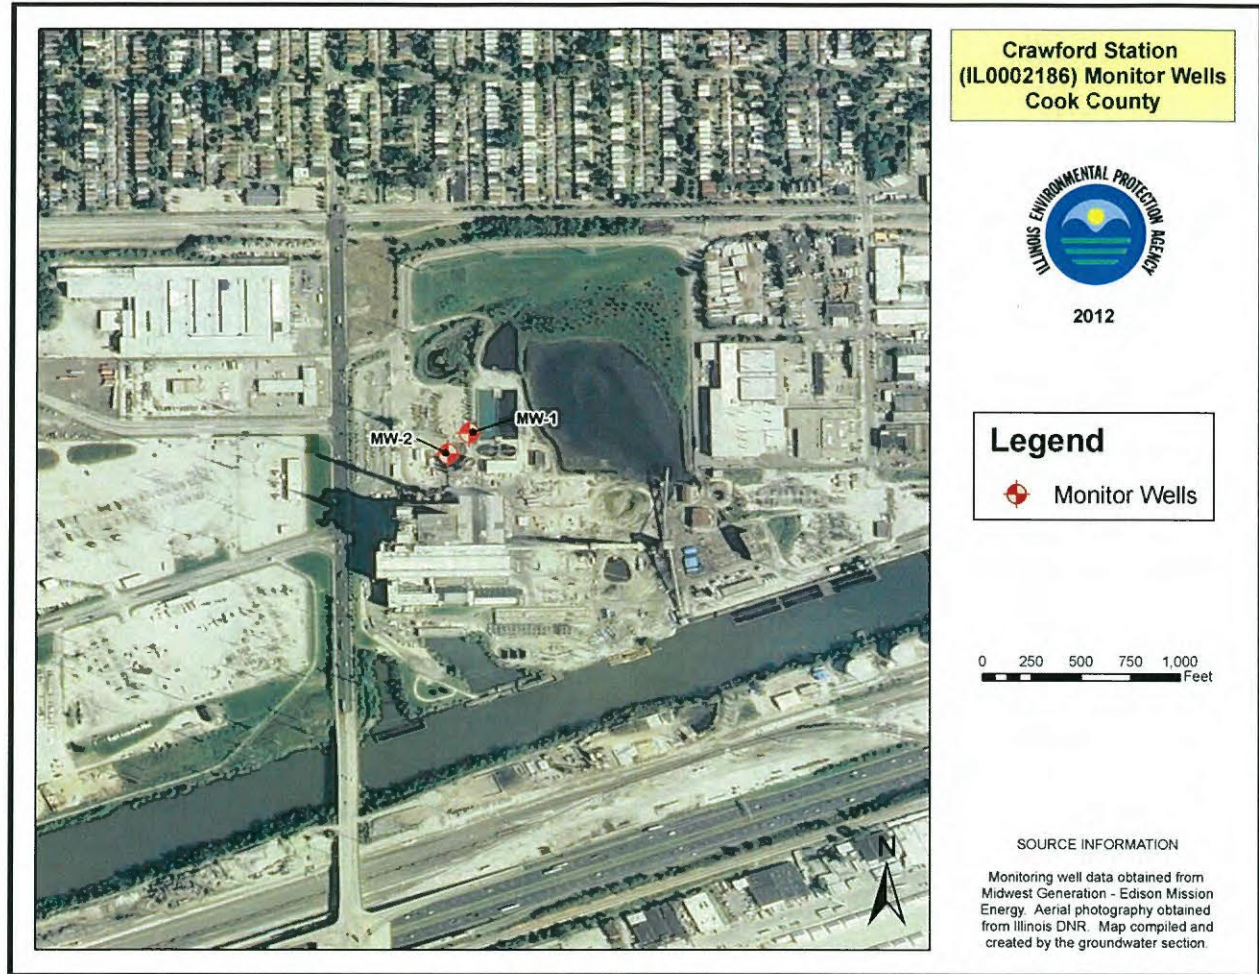 Crawford Station
(IL0002186) Monitor Wells
Cook County
ILLINOIS ENVIRONMENTAL PROTECTION AGENCY
2012
MW-1
MW-2
Legend
Monitor Wells
0 250 500 750 1,000
Feet
N
SOURCE INFORMATION
Monitoring well data obtained from
Midwest Generation - Edison Mission
Energy. Aerial photography obtained
from Illinois DNR. Map compiled and
created by the groundwater section.